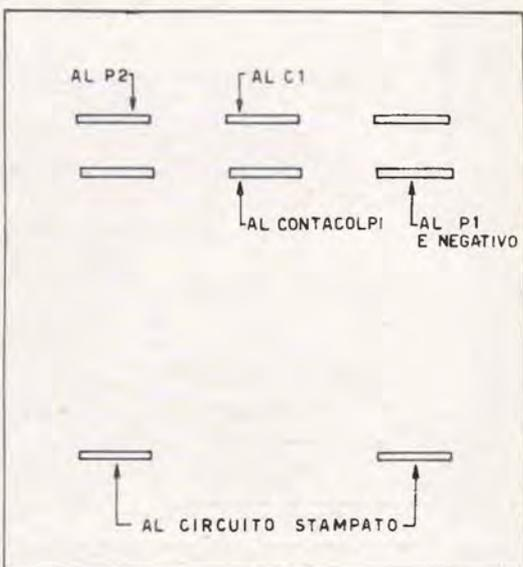 AL P2
AL C1
AL CONTACOLPI
AL P1
E NEGATIVO
AL CIRCUITO STAMPATO